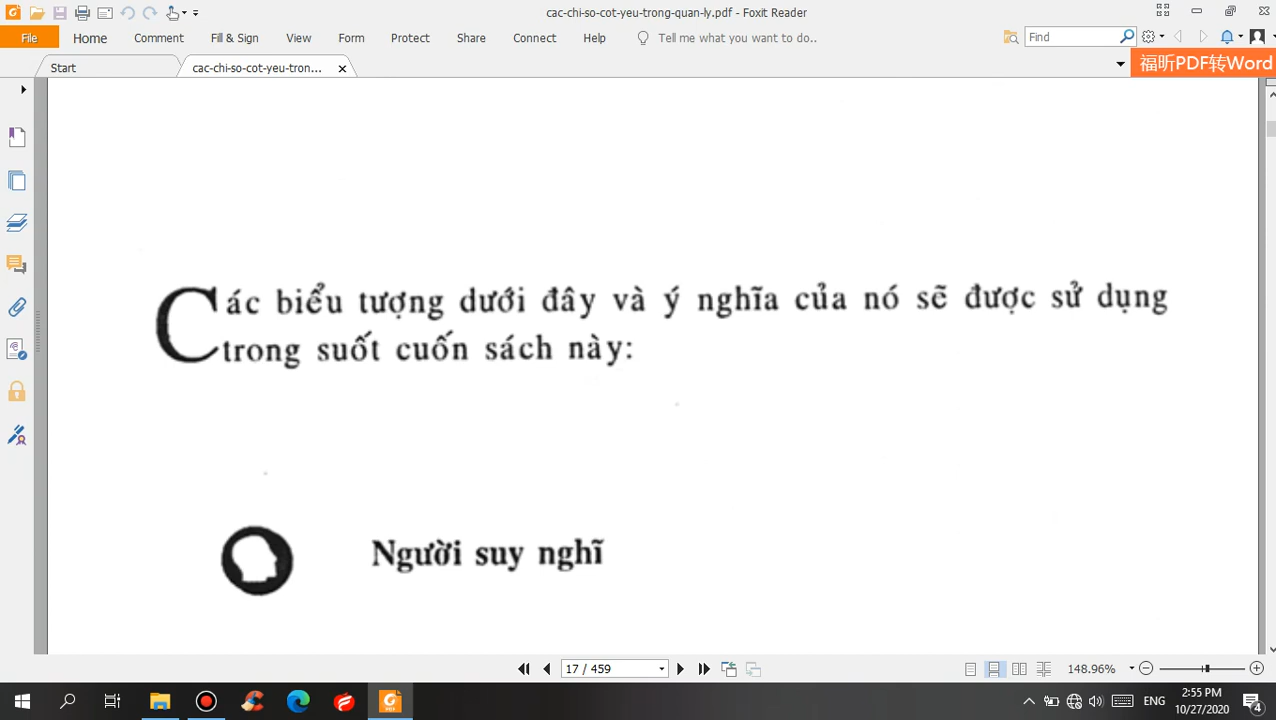 cac-chi-so-cot-yeu-trong-quan-ly.pdf - Foxit Reader
File Home Comment Fill & Sign View Form Protect Share Connect Help Tell me what you want to do.. Find
Start cac-chi-so-cot-yeu-tron... 福昕PDF转Word
Các biểu tượng dưới đây và ý nghĩa của nó sẽ được sử dụng
trong suốt cuốn sách này:
Người suy nghĩ
17 / 459 148.96%
ENG 2:55 PM
10/27/2020 4